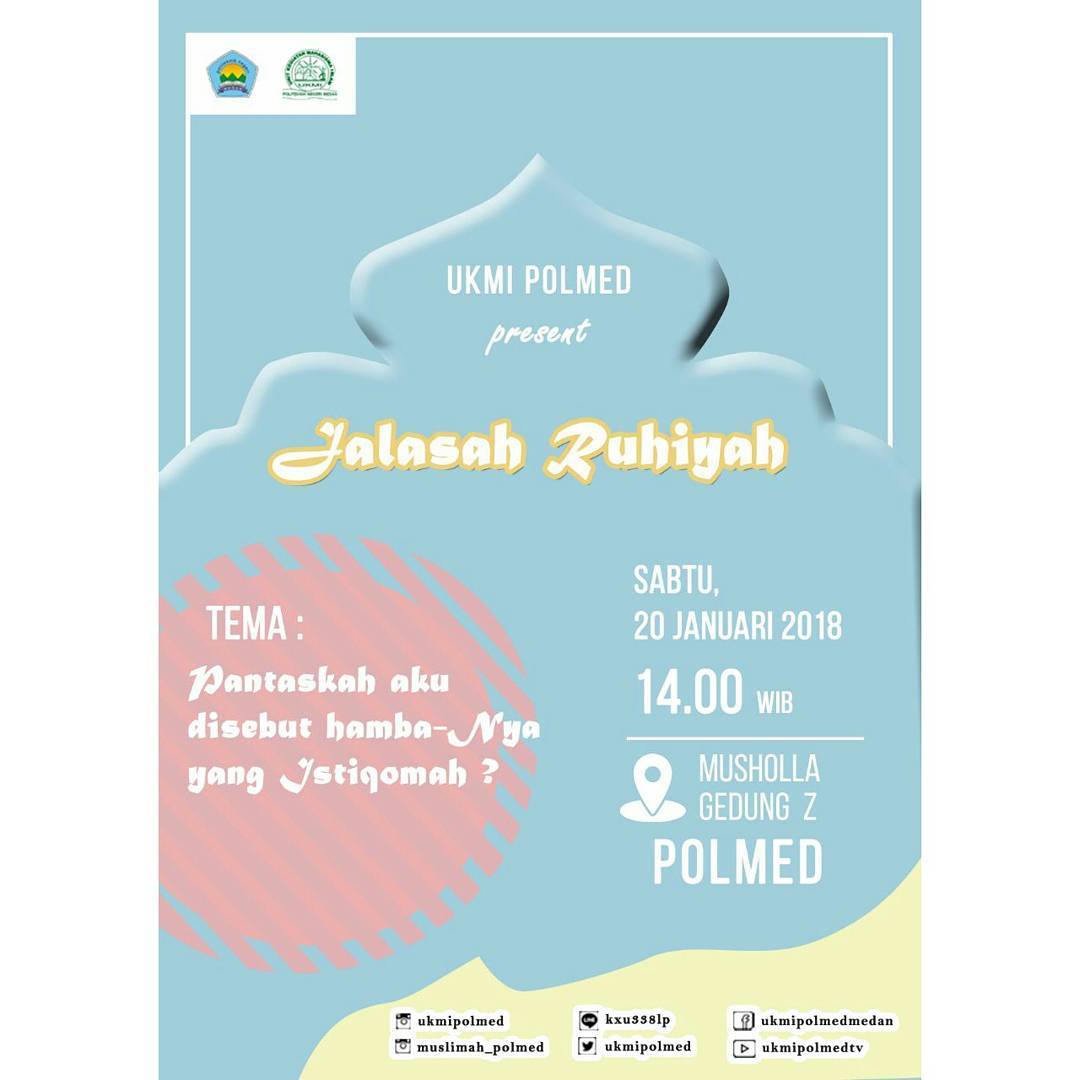 UKMI POLMED
present
Jalasah Ruhiyah
TEMA :
Pantaskah aku
disebut hamba-Nya
yang Istiqomah ?
SABTU,
20 JANUARI 2018
14.00 WIB
MUSHOLLA
GEDUNG Z
POLMED
ukmipolmed
muslimah_polmed
kxu338lp
ukmipolmed
ukmipolmedmedan
ukmipolmedtv